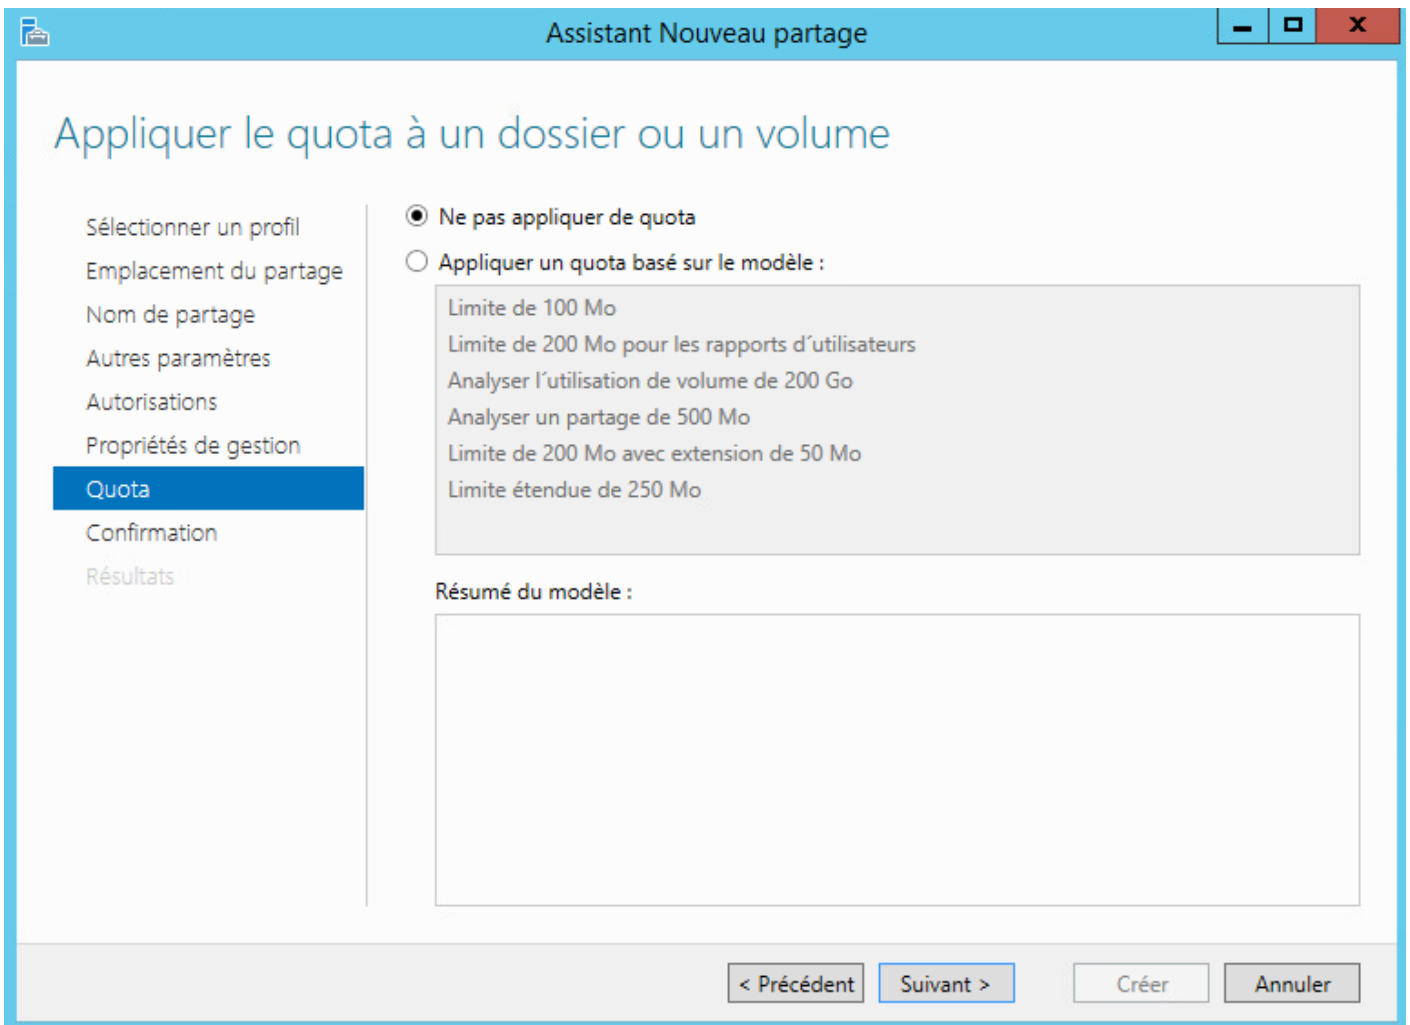 Assistant Nouveau partage
Appliquer le quota à un dossier ou un volume
Sélectionner un profil
Emplacement du partage
Nom de partage
Autres paramètres
Autorisations
Propriétés de gestion
Quota
Confirmation
Résultats
Ne pas appliquer de quota
Appliquer un quota basé sur le modèle :
Limite de 100 Mo
Limite de 200 Mo pour les rapports d´utilisateurs
Analyser l´utilisation de volume de 200 Go
Analyser un partage de 500 Mo
Limite de 200 Mo avec extension de 50 Mo
Limite étendue de 250 Mo
Résumé du modèle :
< Précédent Suivant > Créer Annuler